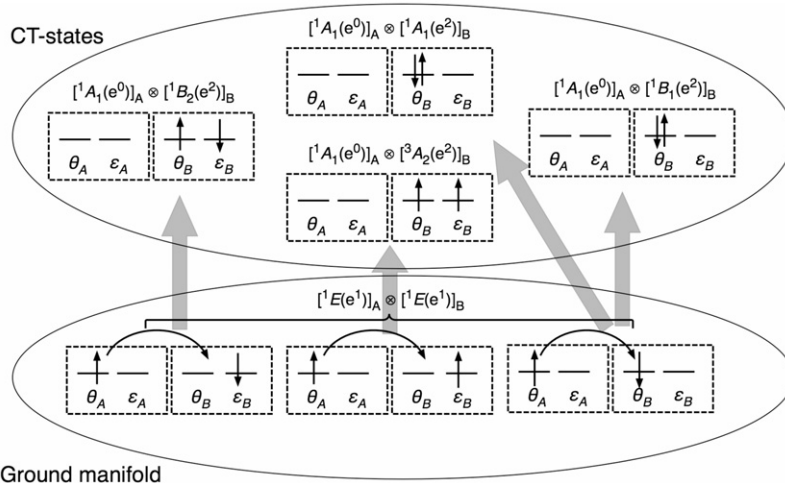 CT-states
[¹A₁(e⁰)]A ⊗ [¹A₁(e²)]B
θA εA θB εB
[¹A₁(e⁰)]A ⊗ [¹B₂(e²)]B
θA εA θB εB
[¹A₁(e⁰)]A ⊗ [¹B₁(e²)]B
θA εA θB εB
[¹A₁(e⁰)]A ⊗ [³A₂(e²)]B
θA εA θB εB
[¹E(e¹)]A ⊗ [¹E(e¹)]B
θA εA θB εB θA εA θB εB θA εA θB εB
Ground manifold